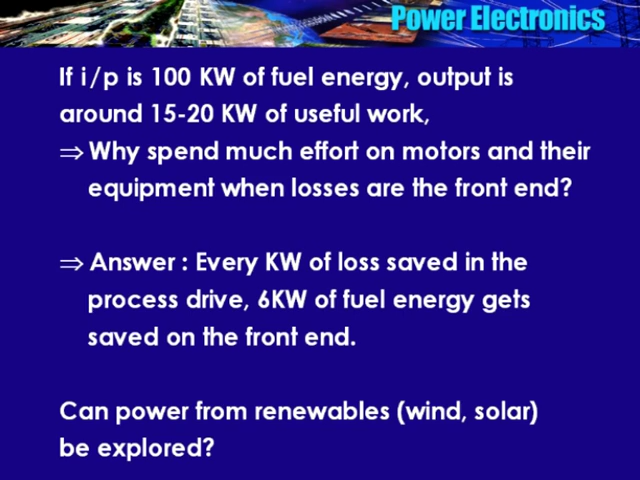 Power Electronics
If i/p is 100 KW of fuel energy, output is
around 15-20 KW of useful work,
⇒ Why spend much effort on motors and their
equipment when losses are the front end?
⇒ Answer : Every KW of loss saved in the
process drive, 6KW of fuel energy gets
saved on the front end.
Can power from renewables (wind, solar)
be explored?